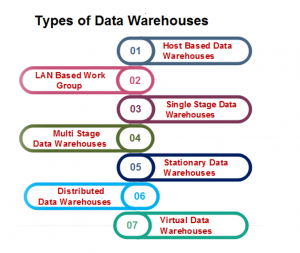 Types of Data Warehouses
01
Host Based Data
Warehouses
LAN Based Work
Group
02
03
Single Stage Data
Warehouses
Multi Stage
Data Warehouses
04
05
Stationary Data
Warehouses
Distributed
Data Warehouses
06
07
Virtual Data
Warehouses